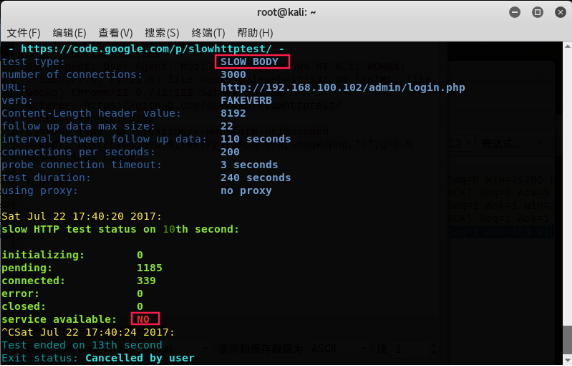 root@kali: ~
文件(F) 编辑(E) 查看(V) 搜索(S) 终端(T) 帮助(H)
- https://code.google.com/p/slowhttptest/ -
test type: SLOW BODY
number of connections: 3000
URL: http://192.168.100.102/admin/login.php
verb: FAKEVERB
Content-Length header value: 8192
follow up data max size: 22
interval between follow up data: 110 seconds
connections per seconds: 200
probe connection timeout: 3 seconds
test duration: 240 seconds
using proxy: no proxy
Sat Jul 22 17:40:20 2017:
slow HTTP test status on 10th second:
initializing: 0
pending: 1185
connected: 339
error: 0
closed: 0
service available: NO
^CSat Jul 22 17:40:24 2017:
Test ended on 13th second
Exit status: Cancelled by user